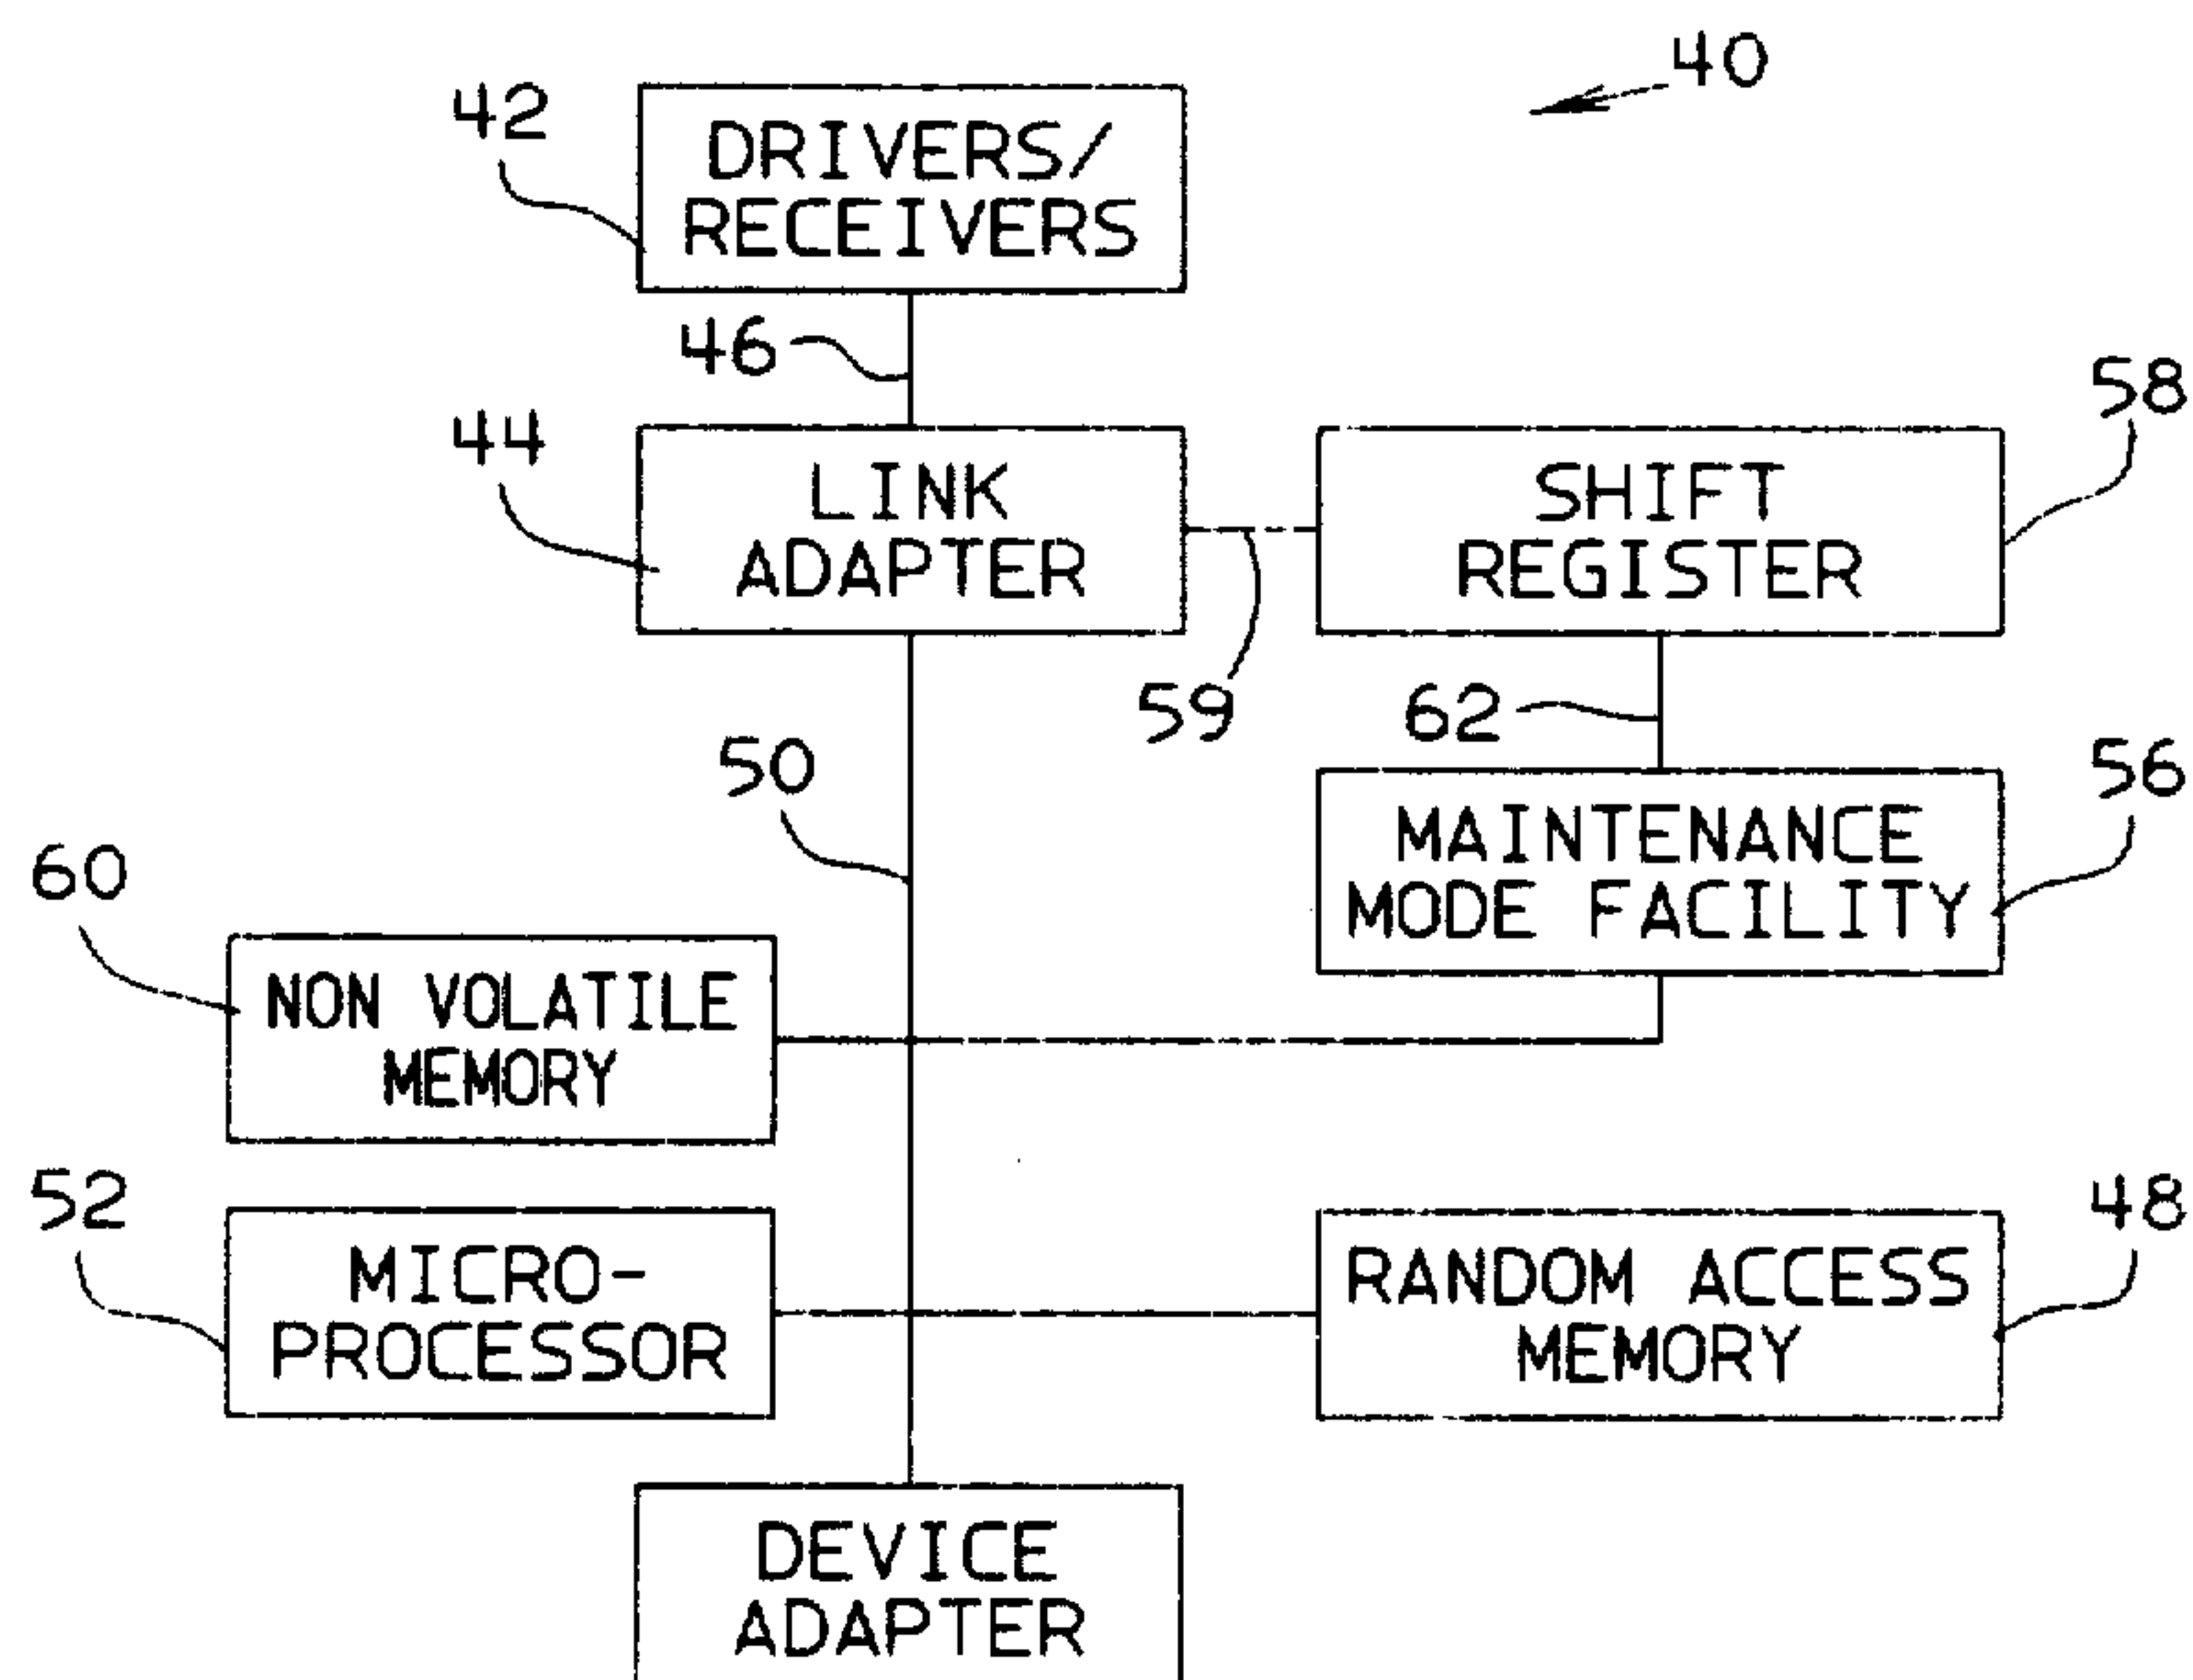 40
42
DRIVERS/
RECEIVERS
46
44
LINK
ADAPTER
58
SHIFT
REGISTER
59
62
50
56
MAINTENANCE
MODE FACILITY
60
NON VOLATILE
MEMORY
52
MICRO-
PROCESSOR
48
RANDOM ACCESS
MEMORY
DEVICE
ADAPTER